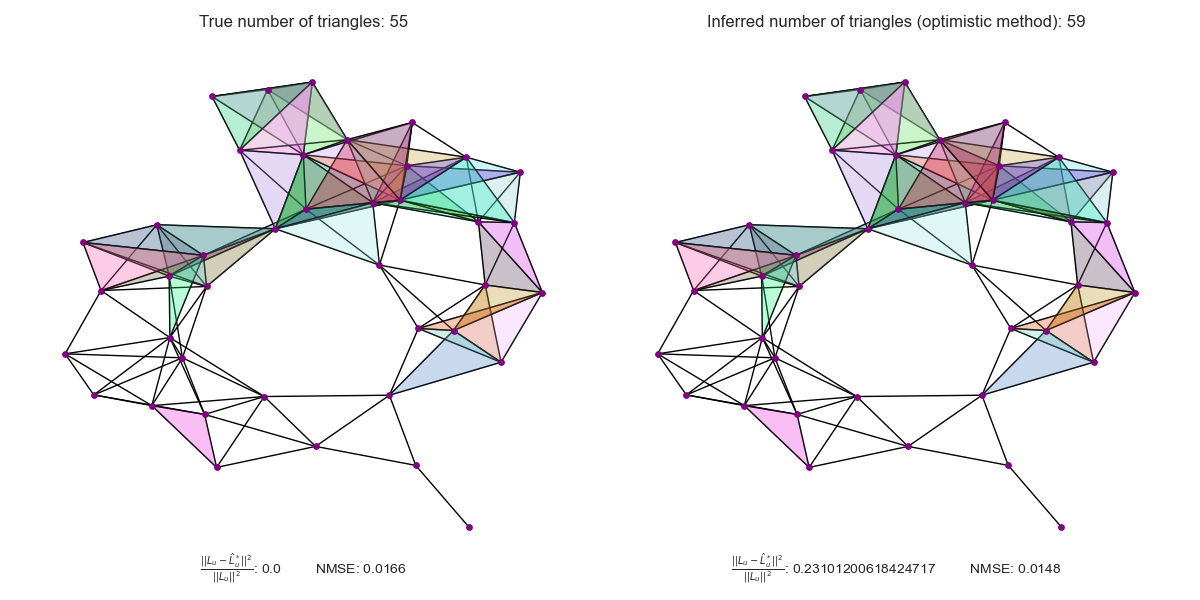 True number of triangles: 55
Inferred number of triangles (optimistic method): 59
$\frac{||L_u - \hat{L}_u^*||^2}{||L_u||^2}$: 0.0 NMSE: 0.0166
$\frac{||L_u - \hat{L}_u^*||^2}{||L_u||^2}$: 0.23101200618424717 NMSE: 0.0148